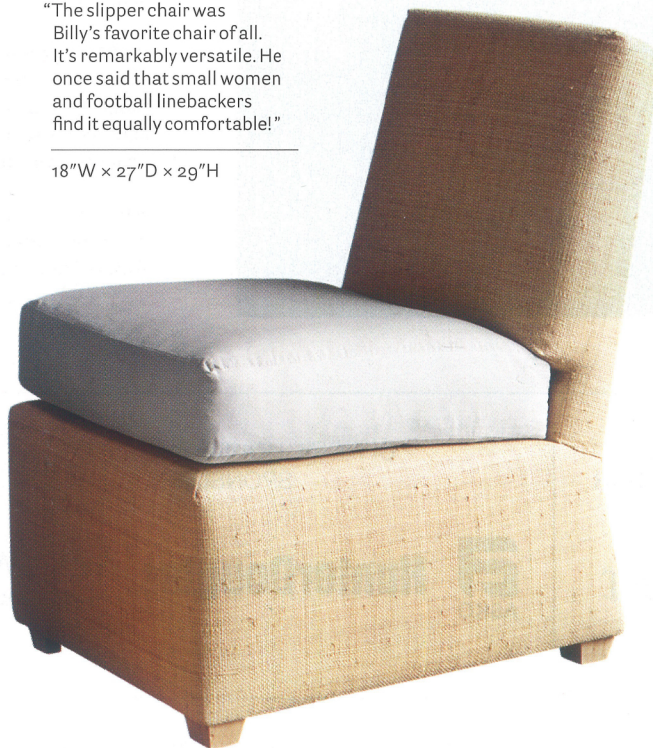 “The slipper chair was
Billy’s favorite chair of all.
It’s remarkably versatile. He
once said that small women
and football linebackers
find it equally comfortable!”
18″W × 27″D × 29″H